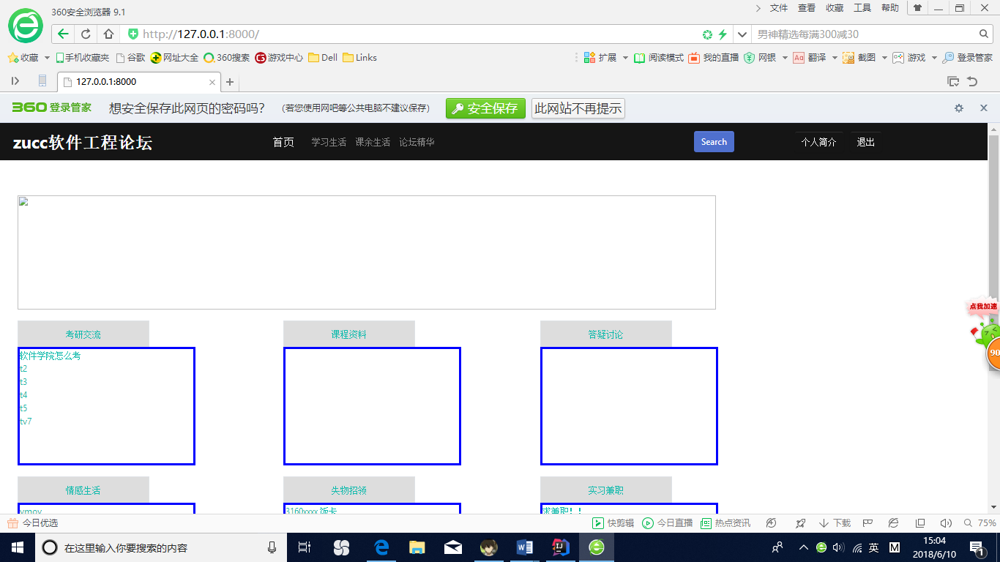 360安全浏览器 9.1
文件 查看 收藏 工具 帮助
http://127.0.0.1:8000/
男神精选每满300减30
收藏 手机收藏夹 谷歌 网址大全 360搜索 游戏中心 Dell Links
扩展 阅读模式 我的直播 网银 翻译 截图 游戏 登录管家
127.0.0.1:8000
360登录管家 想安全保存此网页的密码吗? (若您使用网吧等公共电脑不建议保存) 安全保存 此网站不再提示
zucc软件工程论坛 首页 学习生活 课余生活 论坛精华 Search 个人简介 退出
点我加速
90
考研交流 课程资料 答疑讨论
软件学院怎么考
t2
t3
t4
t5
tv7
情感生活 失物招领 实习兼职
3160xxxx 饭卡 求兼职！！
今日优选 快剪辑 今日直播 热点资讯 下载 75%
在这里输入你要搜索的内容
英 M
15:04
2018/6/10
1